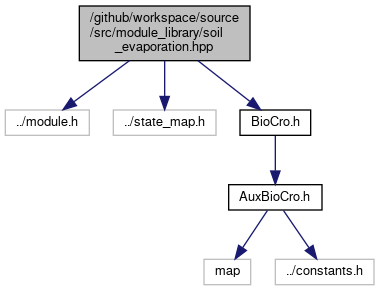 /github/workspace/source
/src/module_library/soil
_evaporation.hpp
../module.h
../state_map.h
BioCro.h
AuxBioCro.h
map
../constants.h